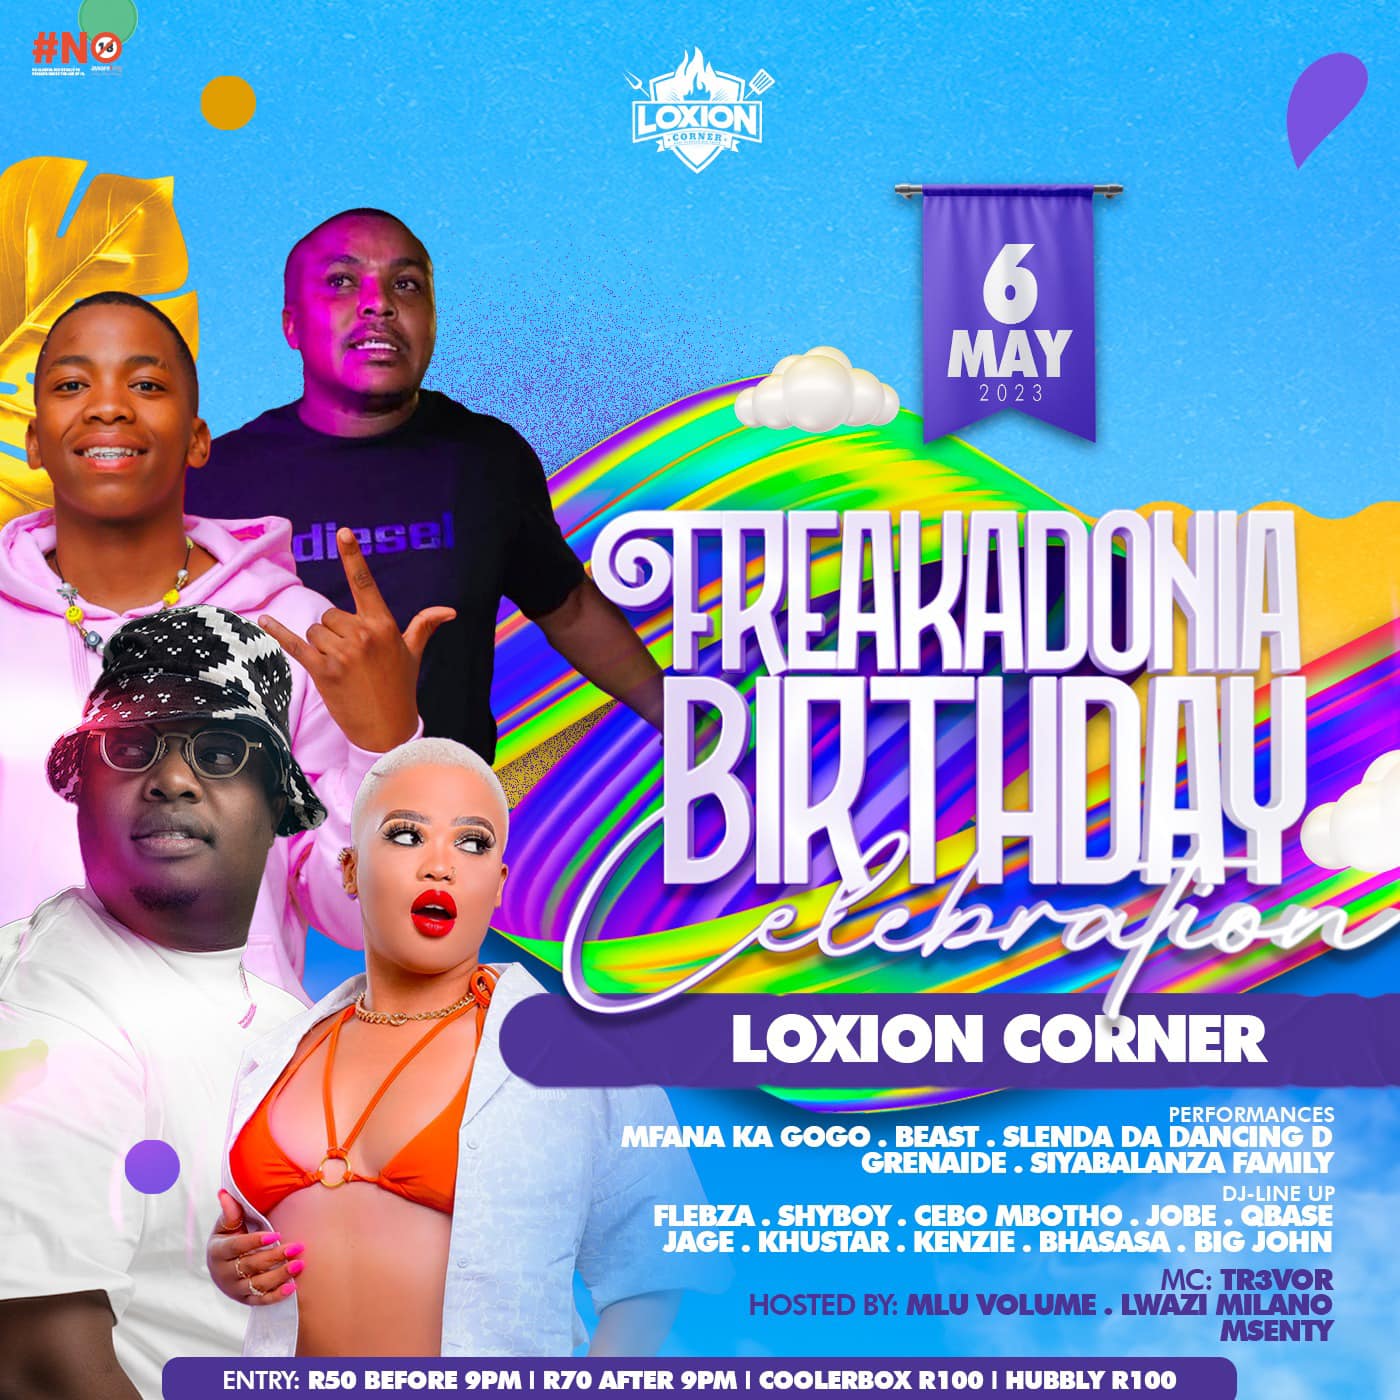 #NO
18
LOXION
CORNER
6
MAY
2023
diesel
FREAKADONIA
BIRTHDAY
Celebration
LOXION CORNER
PERFORMANCES
MFANA KA GOGO . BEAST . SLENDA DA DANCING D
GRENAIDE . SIYABALANZA FAMILY
DJ-LINE UP
FLEBZA . SHYBOY . CEBO MBOTHO . JOBE . QBASE
JAGE . KHUSTAR . KENZIE . BHASASA . BIG JOHN
MC: TR3VOR
HOSTED BY: MLU VOLUME . LWAZI MILANO
MSENTY
ENTRY: R50 BEFORE 9PM | R70 AFTER 9PM | COOLERBOX R100 | HUBBLY R100